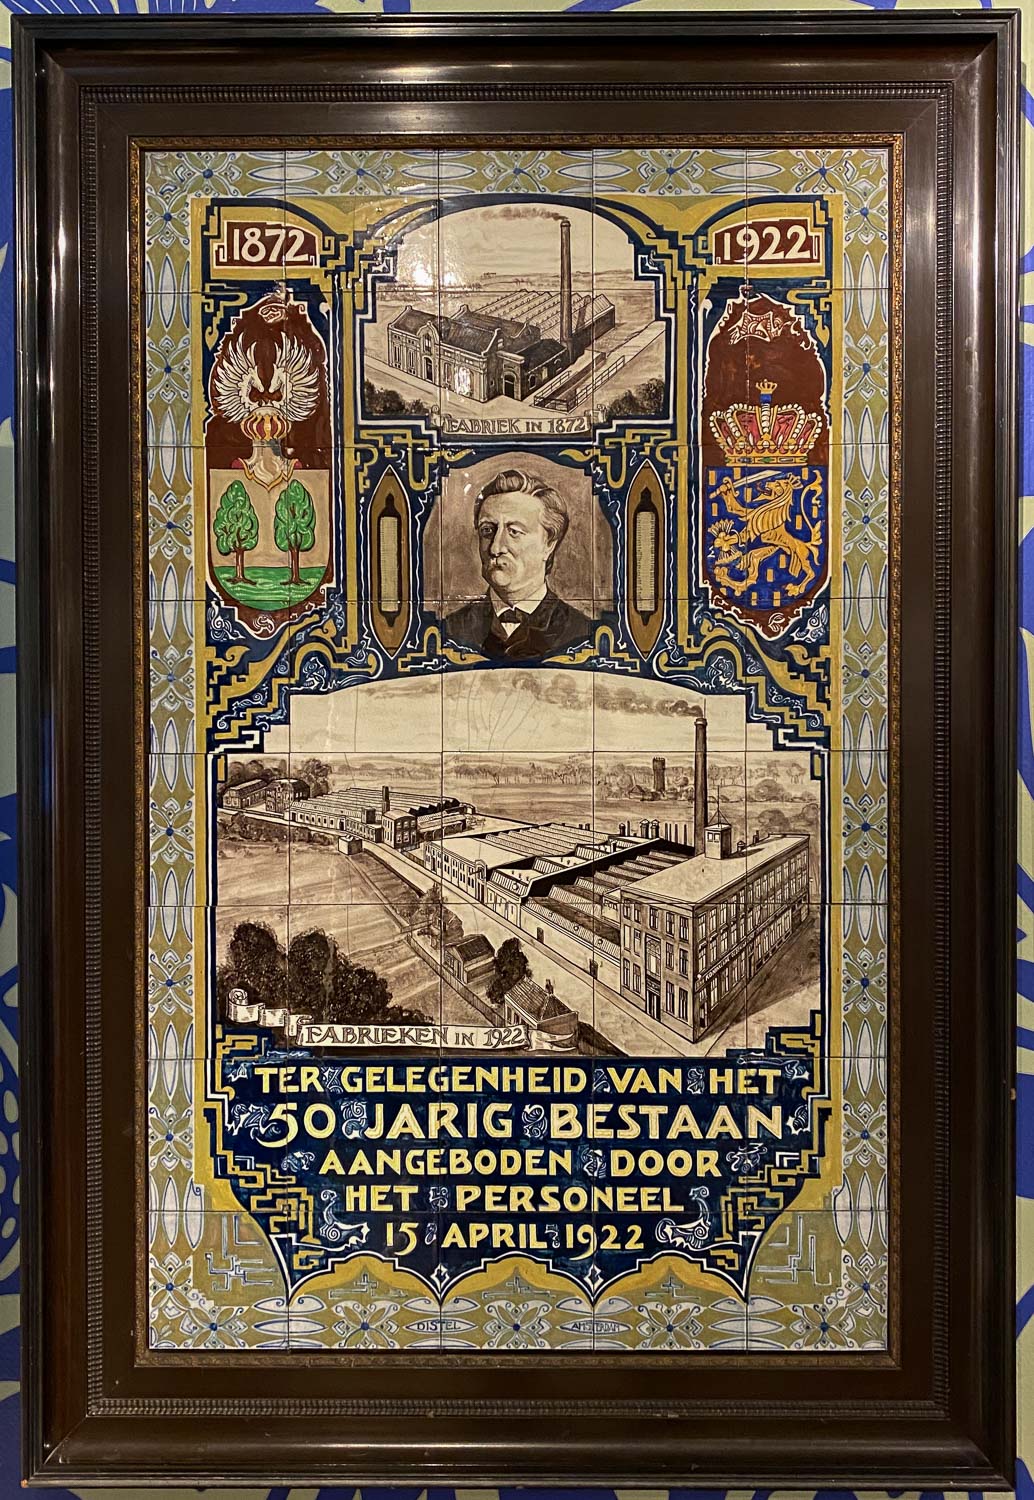 1872
1922
FABRIEK IN 1872
FABRIEKEN IN 1922
TER GELEGENHEID VAN HET
50 JARIG BESTAAN
AANGEBODEN DOOR
HET PERSONEEL
15 APRIL 1922
DISTEL AMSTERDAM